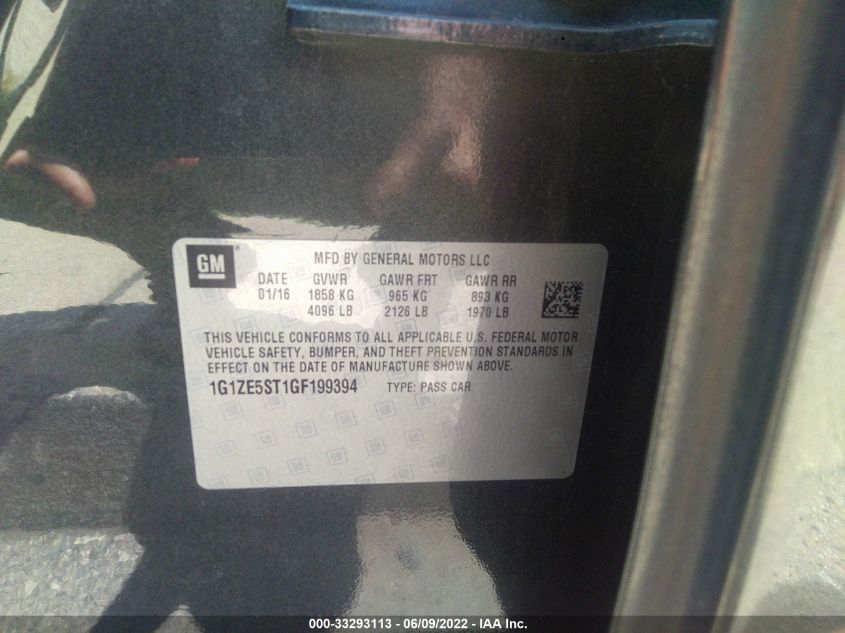 GM
MFD BY GENERAL MOTORS LLC
DATE GVWR GAWR FRT GAWR RR
01/16 1858 KG 965 KG 893 KG
4096 LB 2126 LB 1970 LB
THIS VEHICLE CONFORMS TO ALL APPLICABLE U.S. FEDERAL MOTOR
VEHICLE SAFETY, BUMPER, AND THEFT PREVENTION STANDARDS IN
EFFECT ON THE DATE OF MANUFACTURE SHOWN ABOVE.
1G1ZE5ST1GF199394 TYPE: PASS CAR
000-33293113 - 06/09/2022 - IAA Inc.